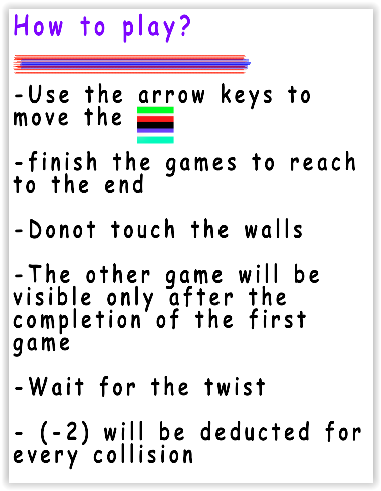 How to play?
-Use the arrow keys to
move the
-finish the games to reach
to the end
-Donot touch the walls
-The other game will be
visible only after the
completion of the first
game
-Wait for the twist
- (-2) will be deducted for
every collision